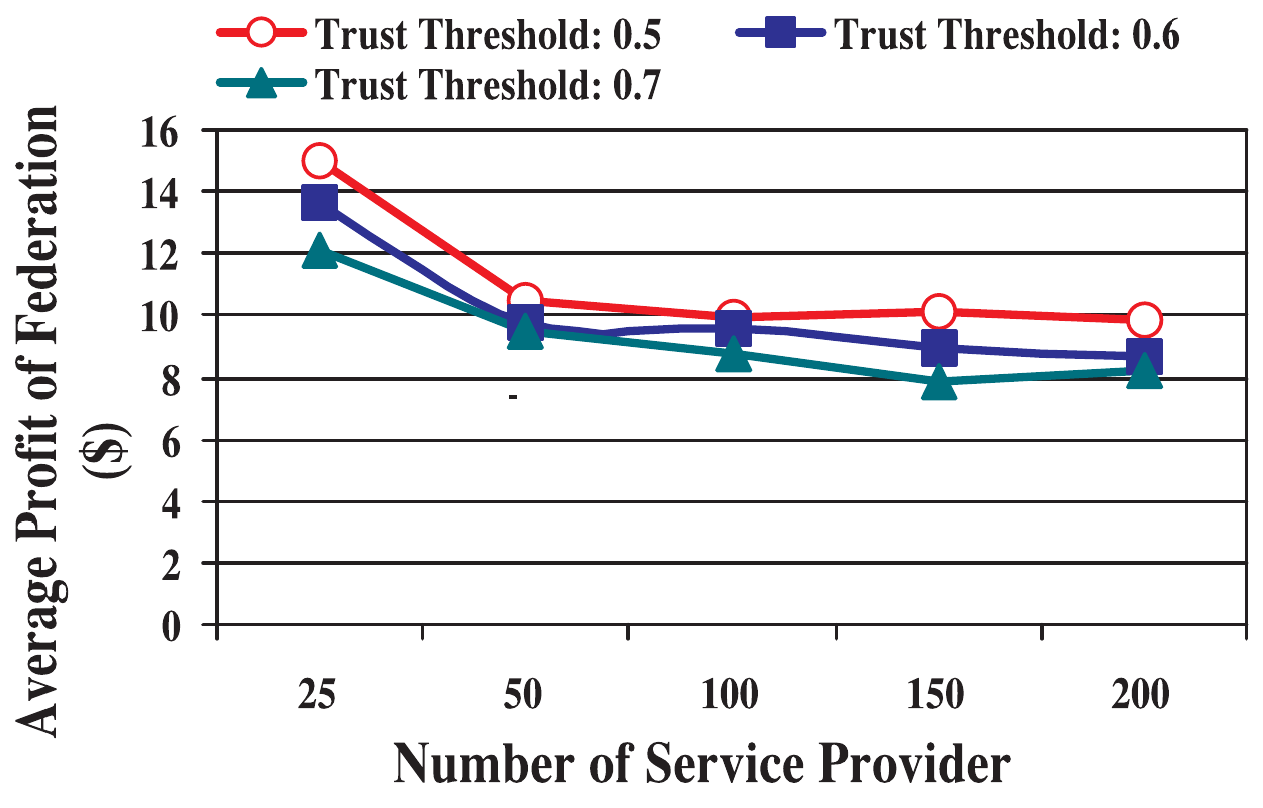 Trust Threshold: 0.5
Trust Threshold: 0.6
Trust Threshold: 0.7
Average Profit of Federation
($)
16
14
12
10
8
6
4
2
0
25 50 100 150 200
Number of Service Provider